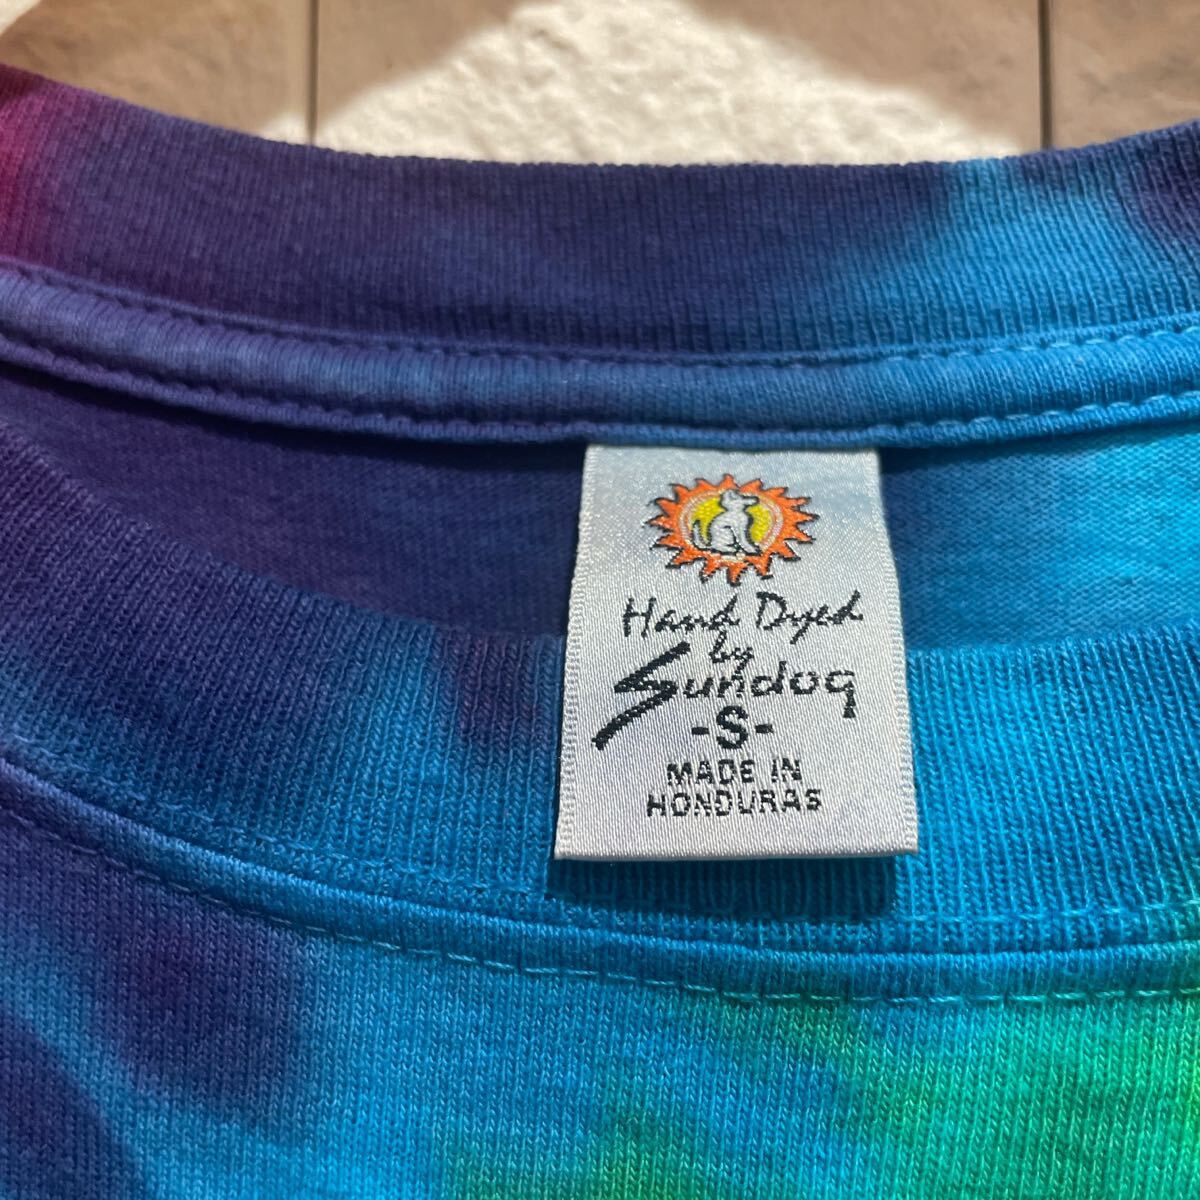 Hand Dyed
by
Sundog
-S-
MADE IN
HONDURAS